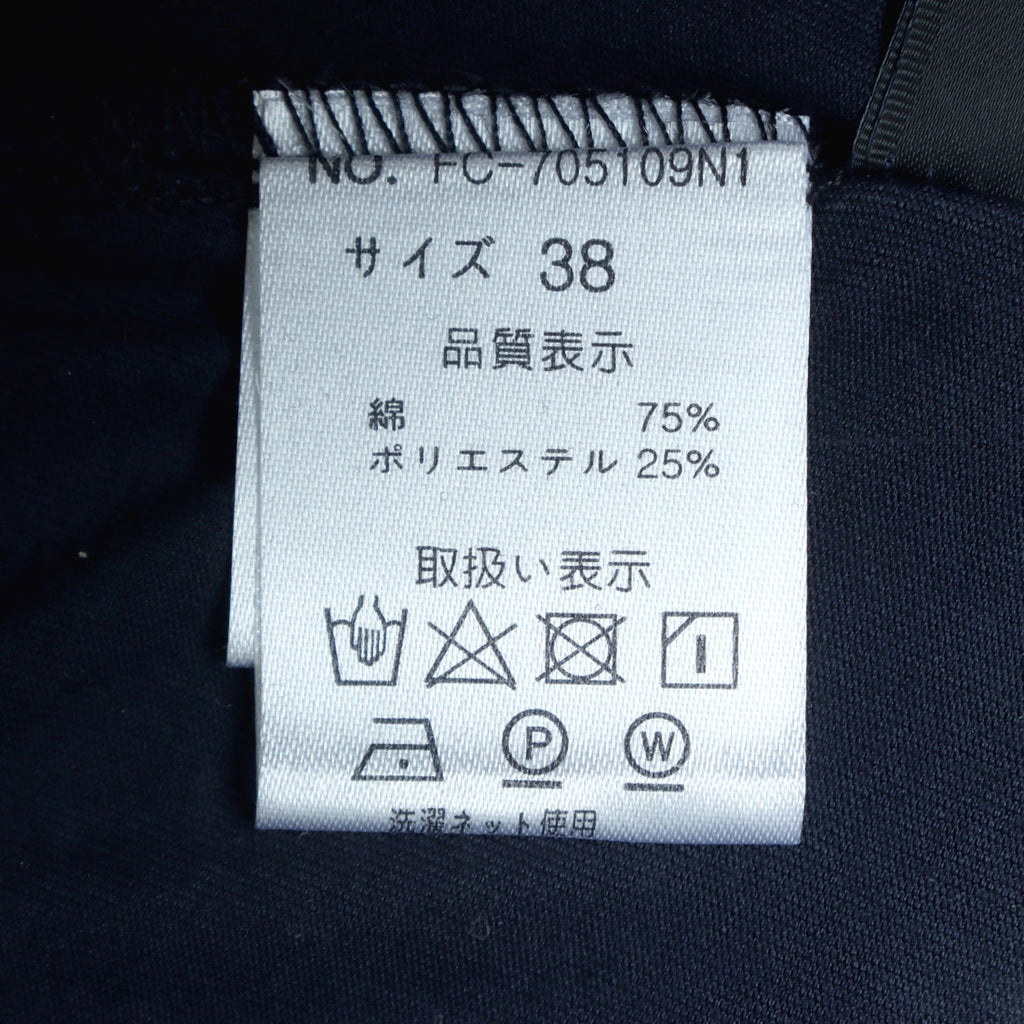 NO. FC-705109N1
サイズ 38
品質表示
綿 75%
ポリエステル 25%
取扱い表示
P W
洗濯ネット使用